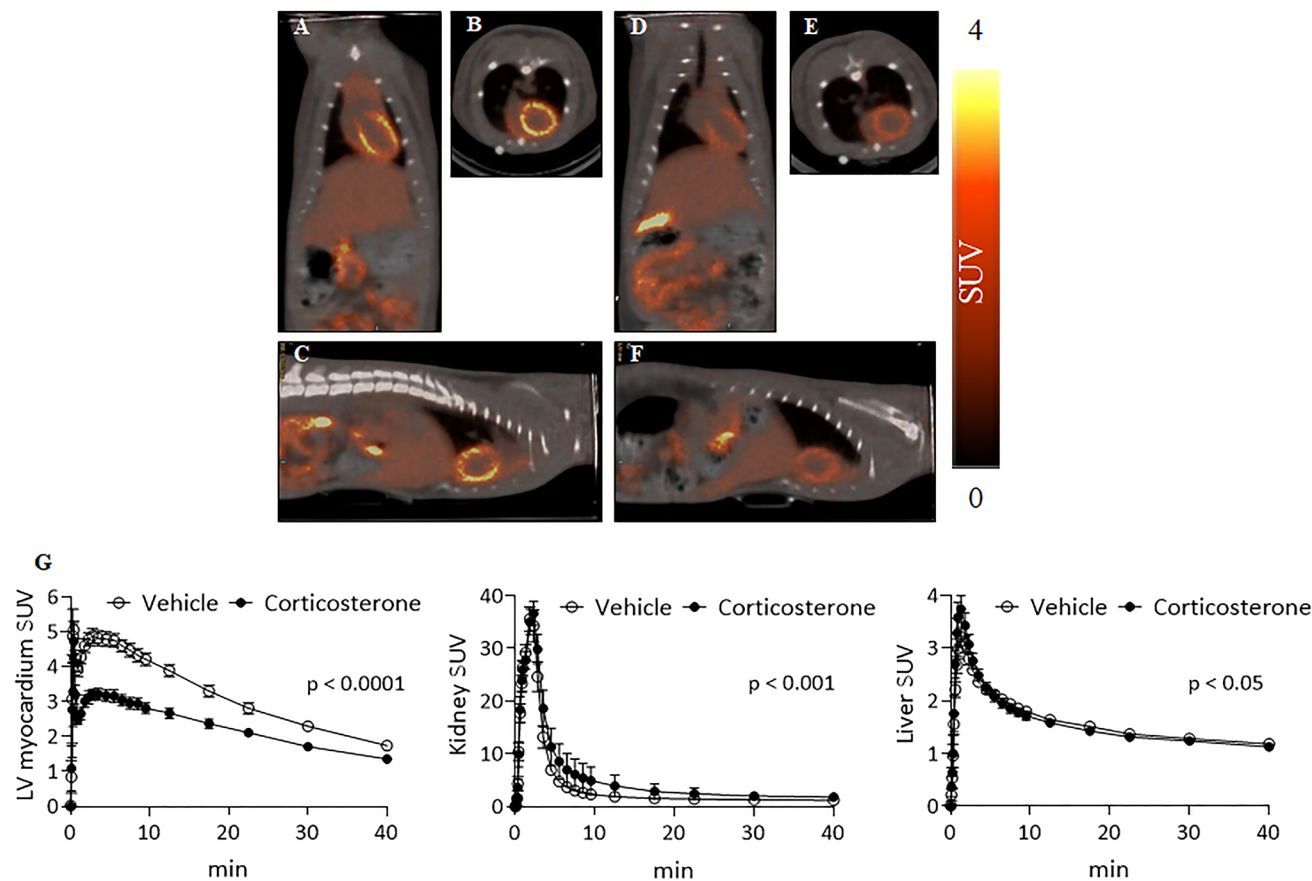 A
B
D
E
4
SUV
0
C
F
G
LV myocardium SUV
6
5
4
3
2
1
0
Vehicle
Corticosterone
p < 0.0001
0 10 20 30 40
min
Kidney SUV
40
30
20
10
0
Vehicle
Corticosterone
p < 0.001
0 10 20 30 40
min
Liver SUV
4
3
2
1
0
Vehicle
Corticosterone
p < 0.05
0 10 20 30 40
min